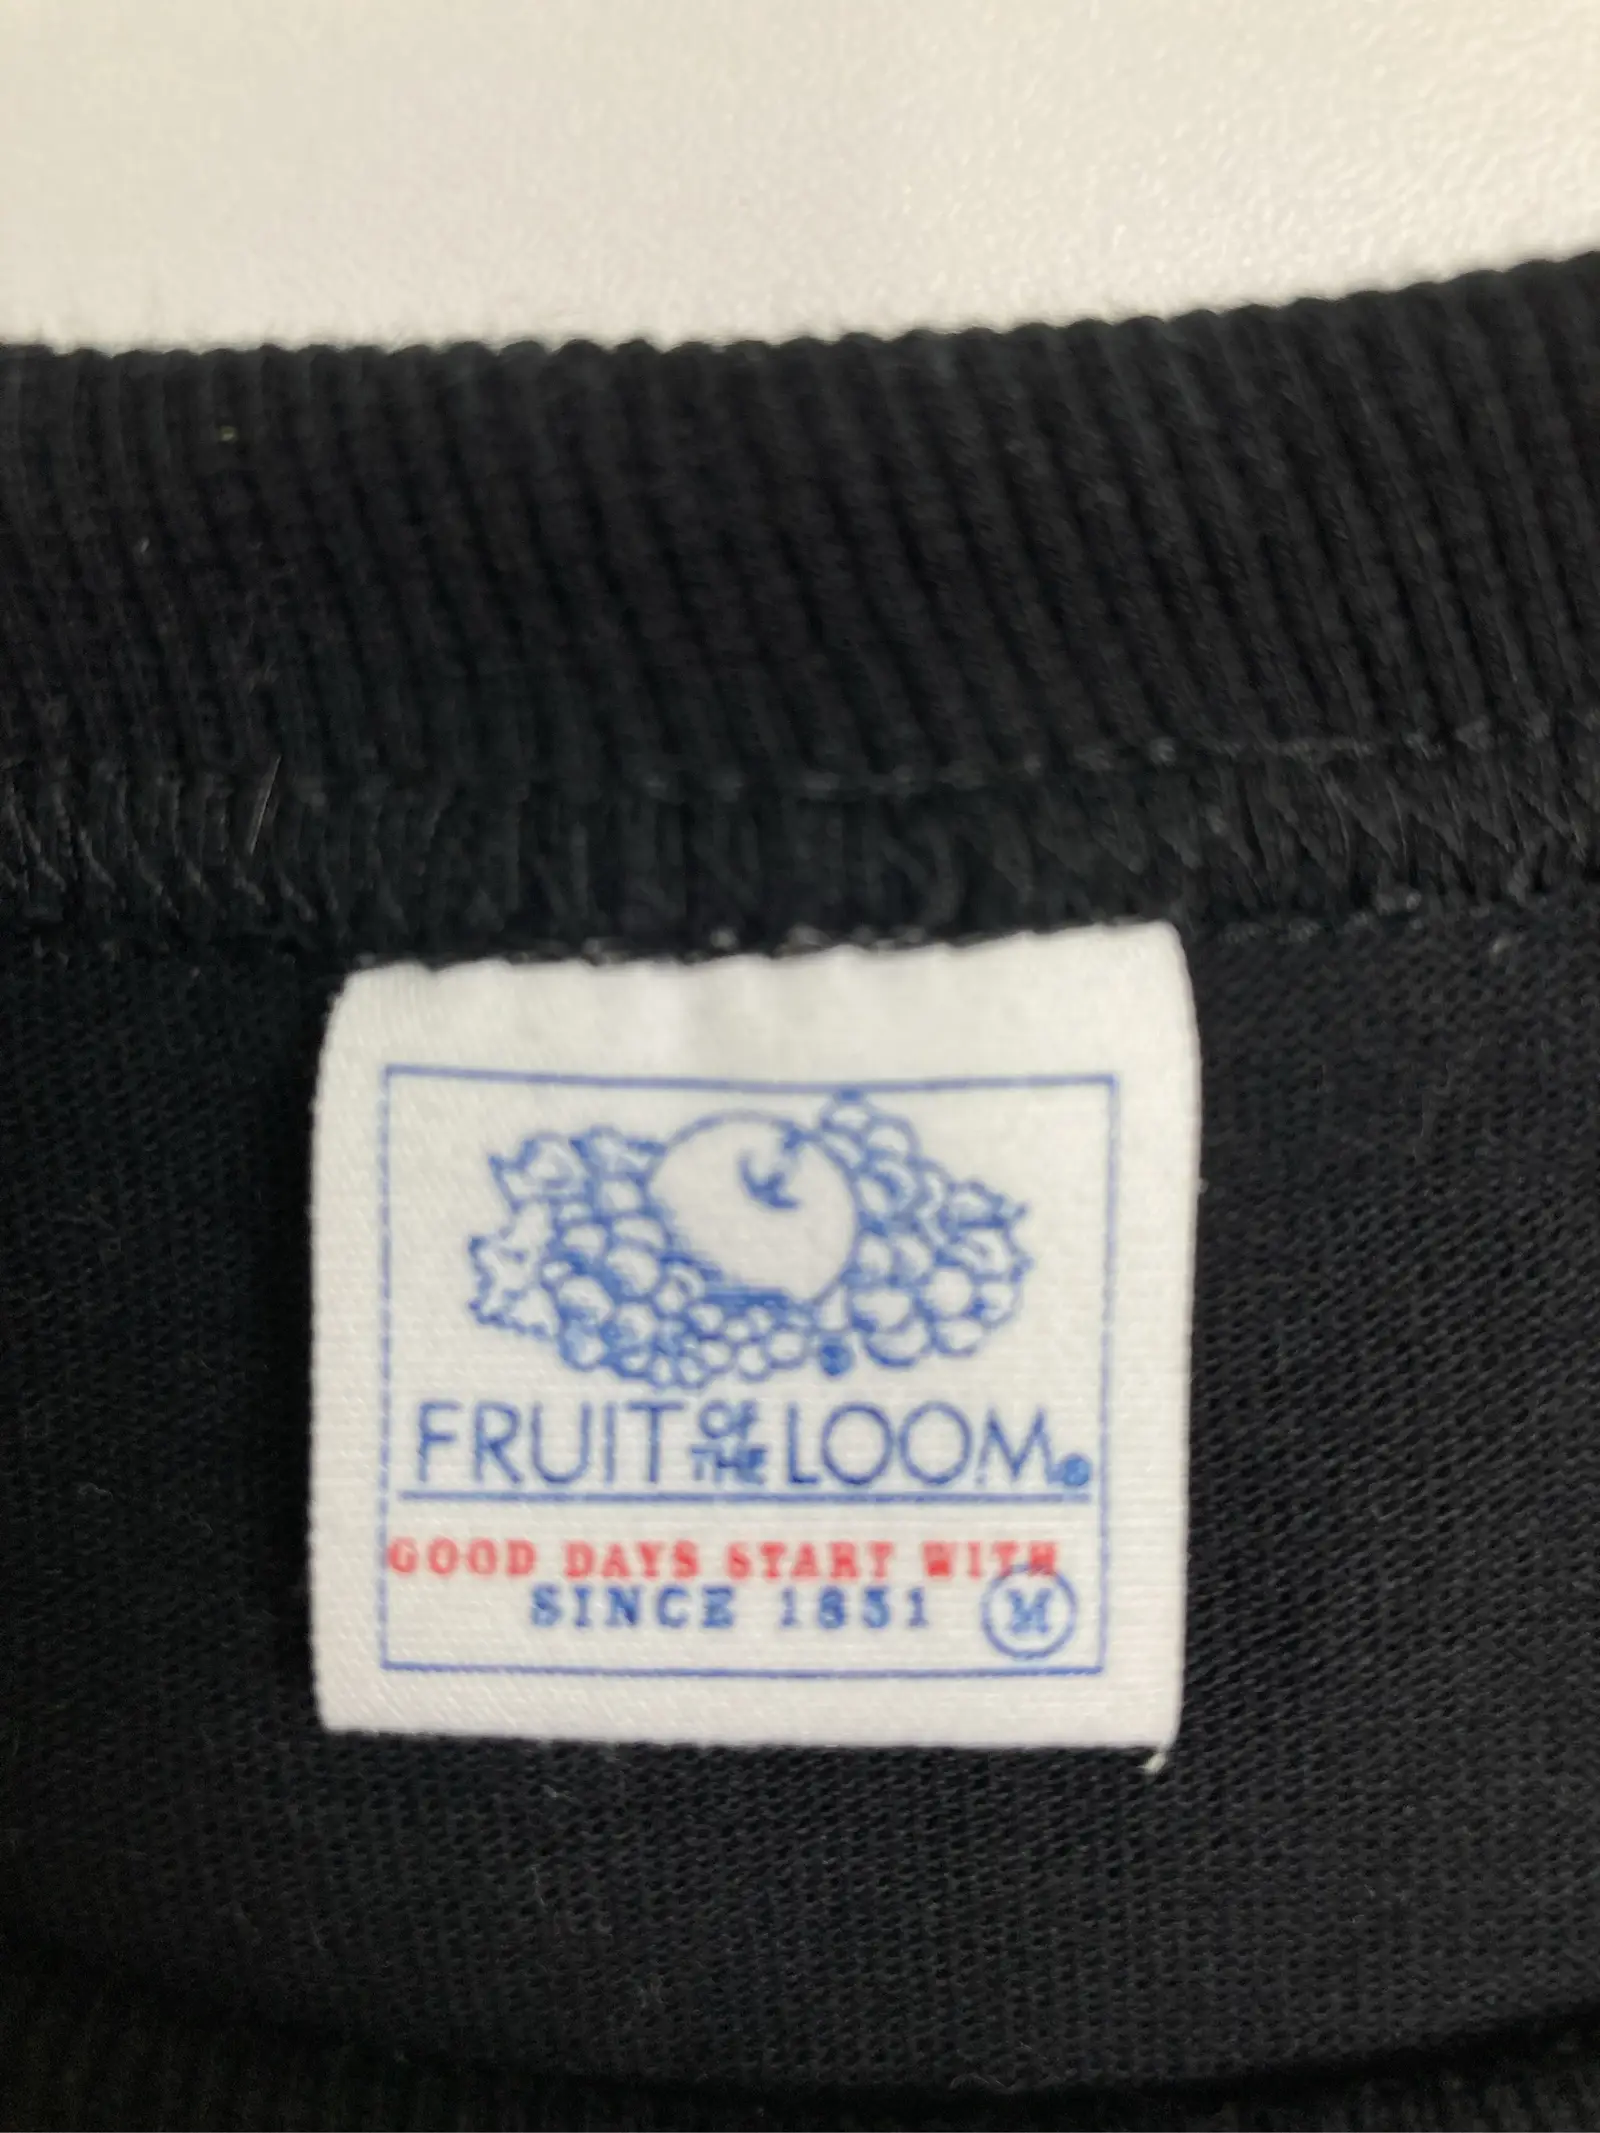 FRUIT OF THE LOOM®
GOOD DAYS START WITH
SINCE 1851 M